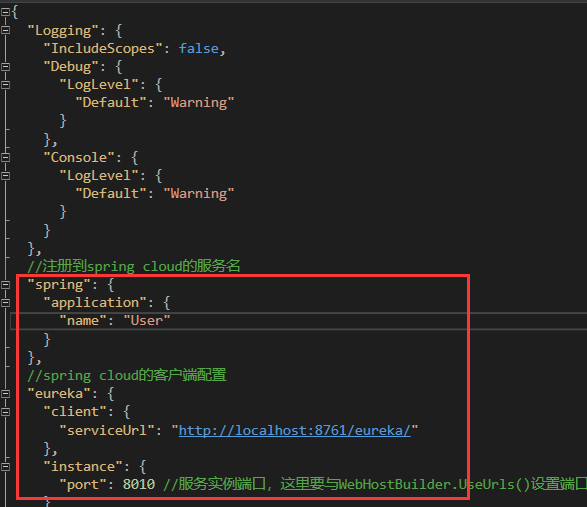 {
"Logging": {
"IncludeScopes": false,
"Debug": {
"LogLevel": {
"Default": "Warning"
}
},
"Console": {
"LogLevel": {
"Default": "Warning"
}
}
},
//注册到spring cloud的服务名
"spring": {
"application": {
"name": "User"
}
},
//spring cloud的客户端配置
"eureka": {
"client": {
"serviceUrl": "http://localhost:8761/eureka/"
},
"instance": {
"port": 8010 //服务实例端口，这里要与WebHostBuilder.UseUrls()设置端口
}